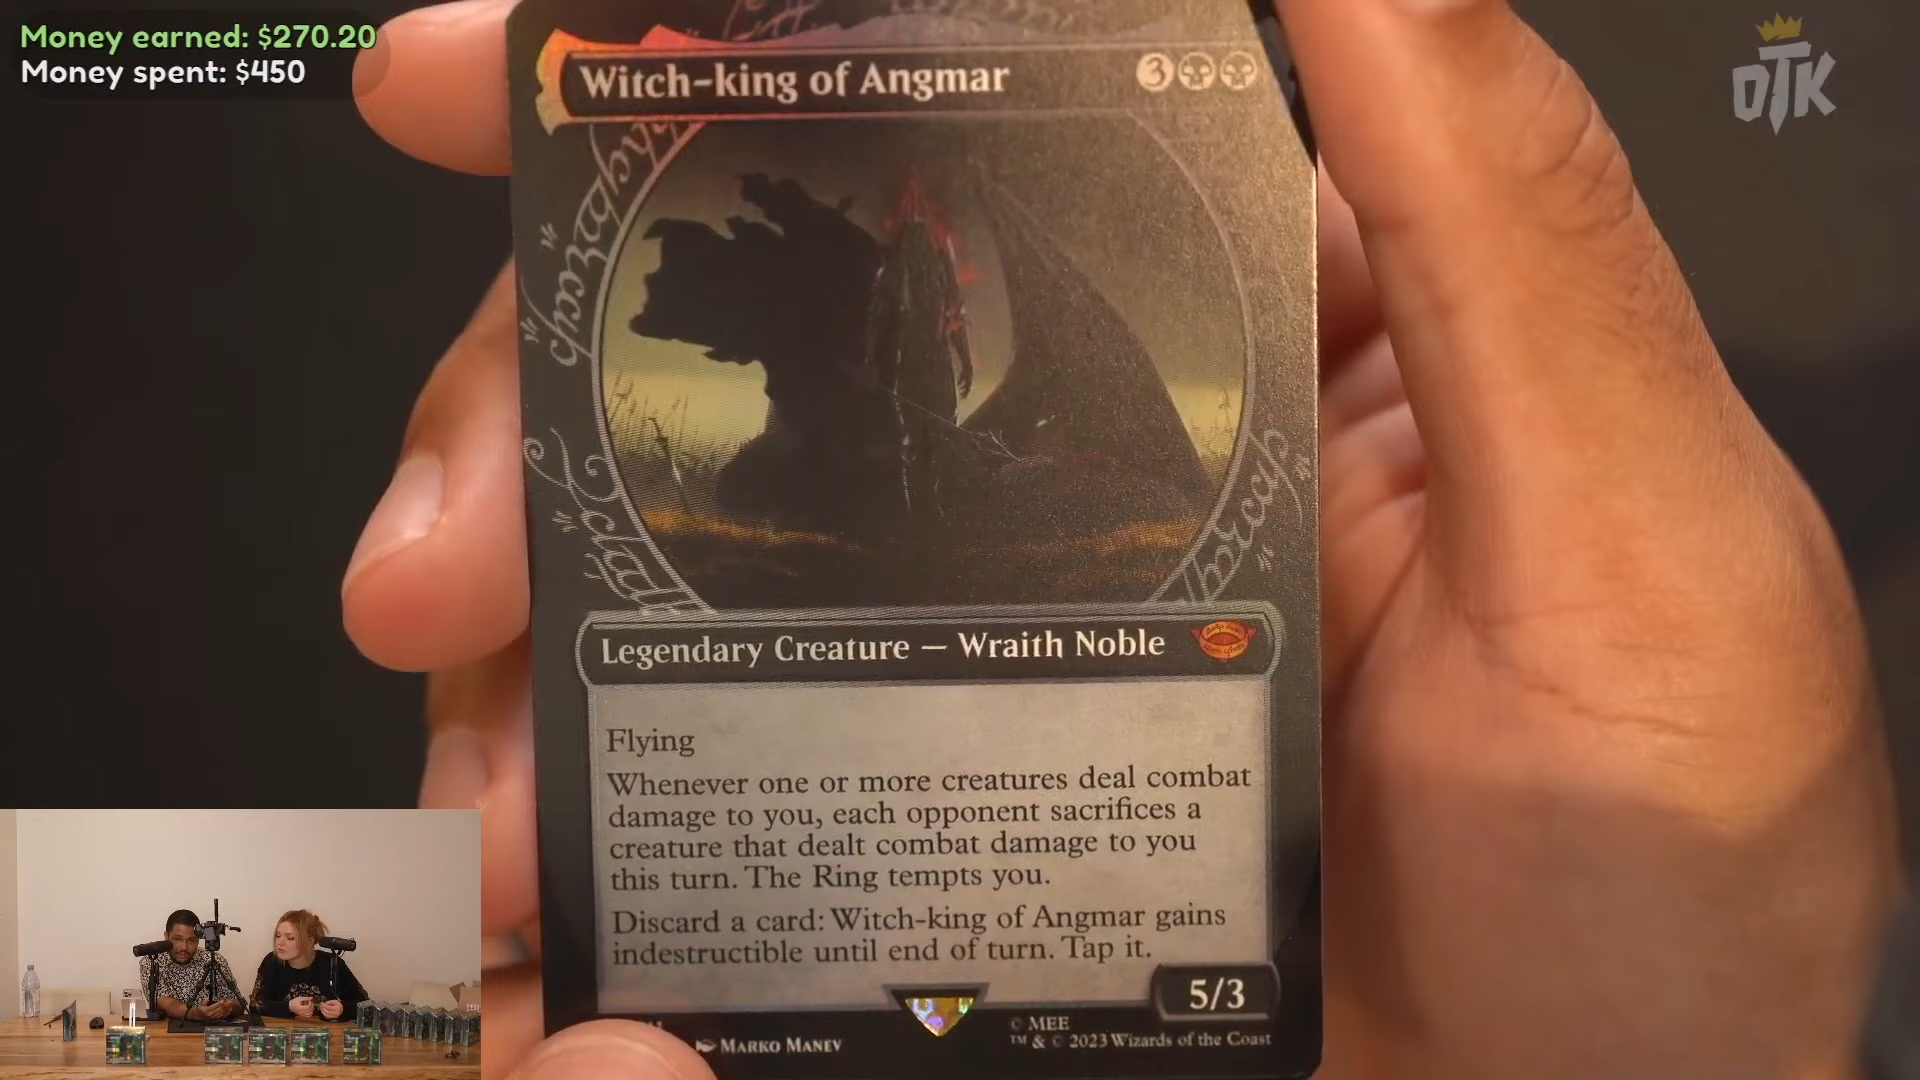 Money earned: $270.20
Money spent: $450
OTK
Witch-king of Angmar 3
Legendary Creature — Wraith Noble
Flying
Whenever one or more creatures deal combat
damage to you, each opponent sacrifices a
creature that dealt combat damage to you
this turn. The Ring tempts you.
Discard a card: Witch-king of Angmar gains
indestructible until end of turn. Tap it.
5/3
MARKO MANEV
© MEE
™ & © 2023 Wizards of the Coast